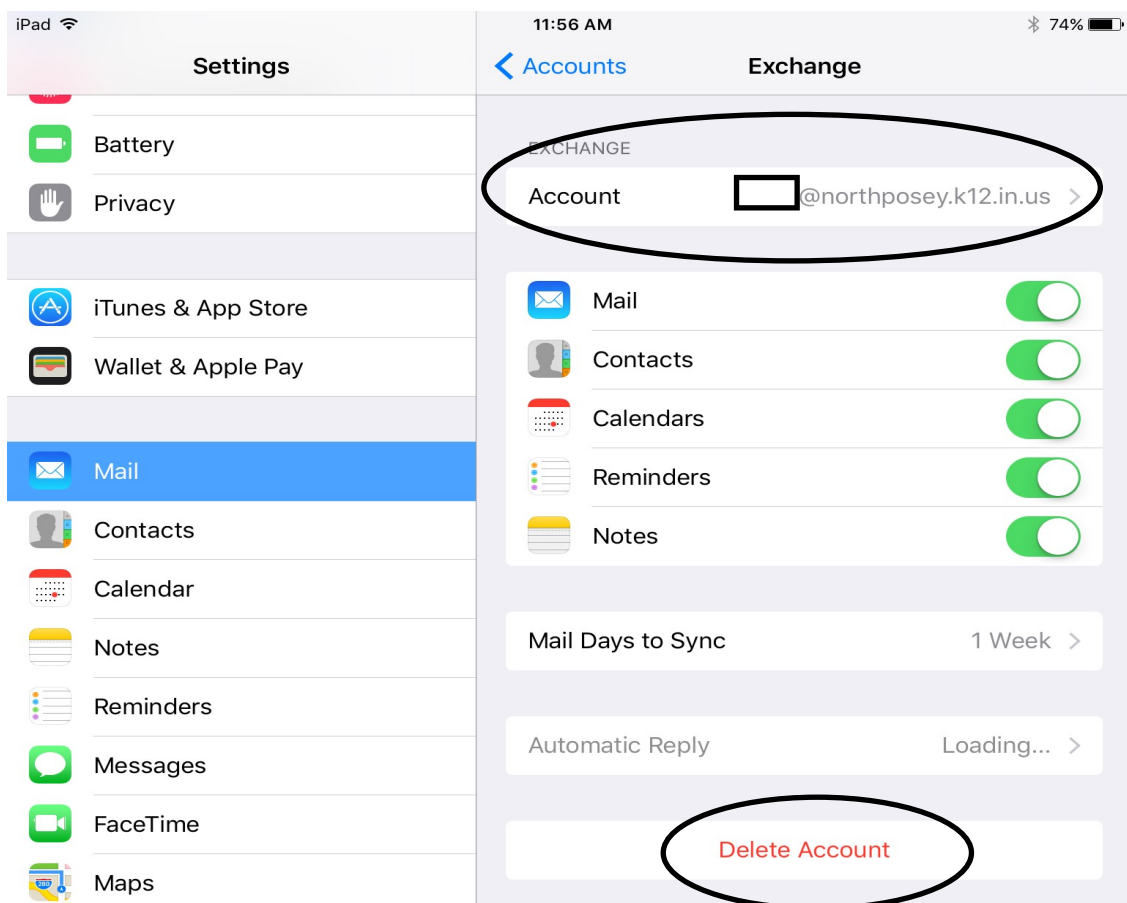 iPad 11:56 AM 74%
Settings
Battery
Privacy
iTunes & App Store
Wallet & Apple Pay
Mail
Contacts
Calendar
Notes
Reminders
Messages
FaceTime
Maps
Accounts Exchange
EXCHANGE
Account @northposey.k12.in.us
Mail
Contacts
Calendars
Reminders
Notes
Mail Days to Sync 1 Week
Automatic Reply Loading...
Delete Account